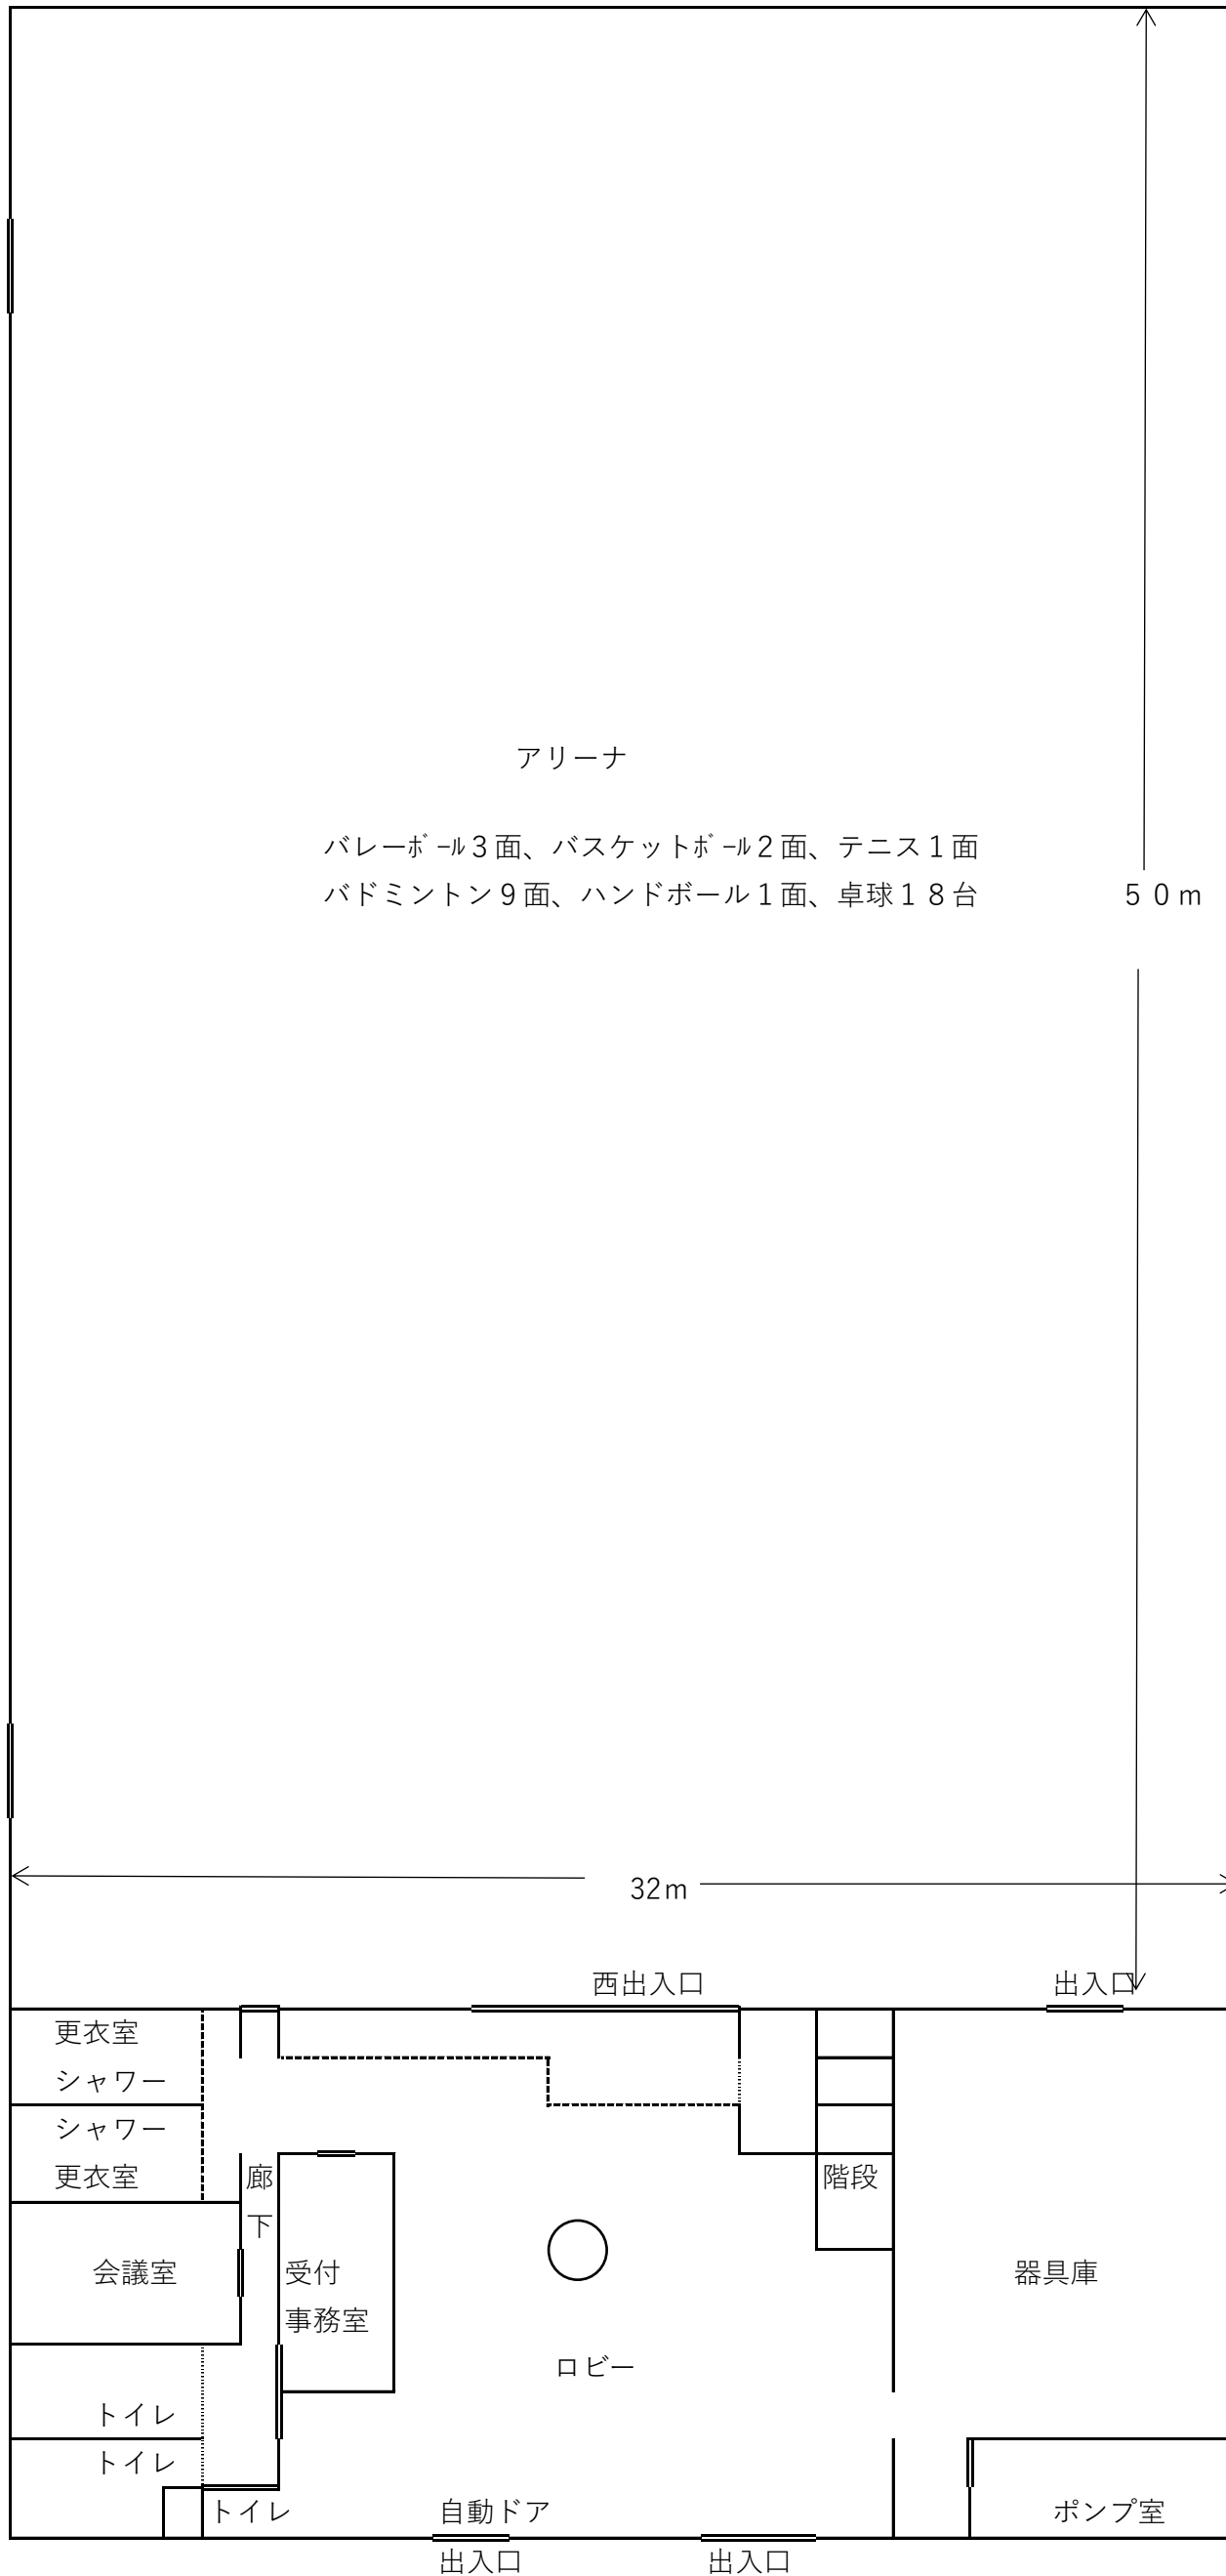 アリーナ
バレーﾎﾞｰﾙ３面、バスケットﾎﾞｰﾙ２面、テニス１面
バドミントン９面、ハンドボール１面、卓球１８台
５０ｍ
32ｍ
西出入口
出入口
更衣室
シャワー
シャワー
更衣室
廊
下
階段
会議室
受付
事務室
器具庫
ロビー
トイレ
トイレ
トイレ
自動ドア
ポンプ室
出入口
出入口